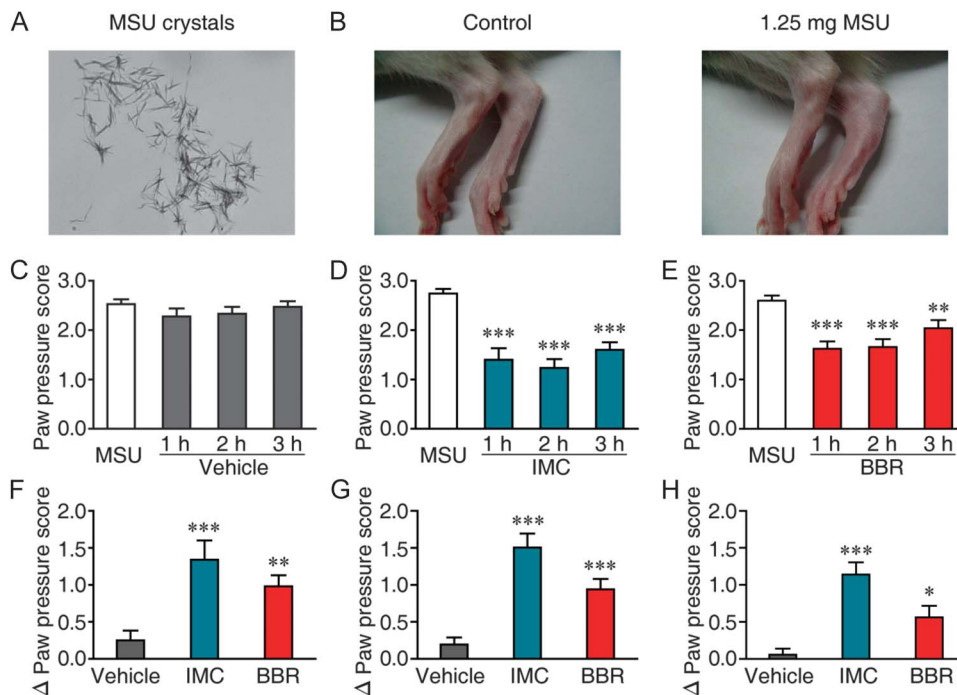 A MSU crystals
B Control
1.25 mg MSU
C
Paw pressure score
3.0
2.0
1.0
0.0
MSU
1 h 2 h 3 h
Vehicle
D
Paw pressure score
3.0
2.0
1.0
0.0
*** *** ***
MSU
1 h 2 h 3 h
IMC
E
Paw pressure score
3.0
2.0
1.0
0.0
*** *** **
MSU
1 h 2 h 3 h
BBR
F
Δ Paw pressure score
2.0
1.5
1.0
0.5
0.0
*** **
Vehicle IMC BBR
G
Δ Paw pressure score
2.0
1.5
1.0
0.5
0.0
*** ***
Vehicle IMC BBR
H
Δ Paw pressure score
2.0
1.5
1.0
0.5
0.0
*** *
Vehicle IMC BBR